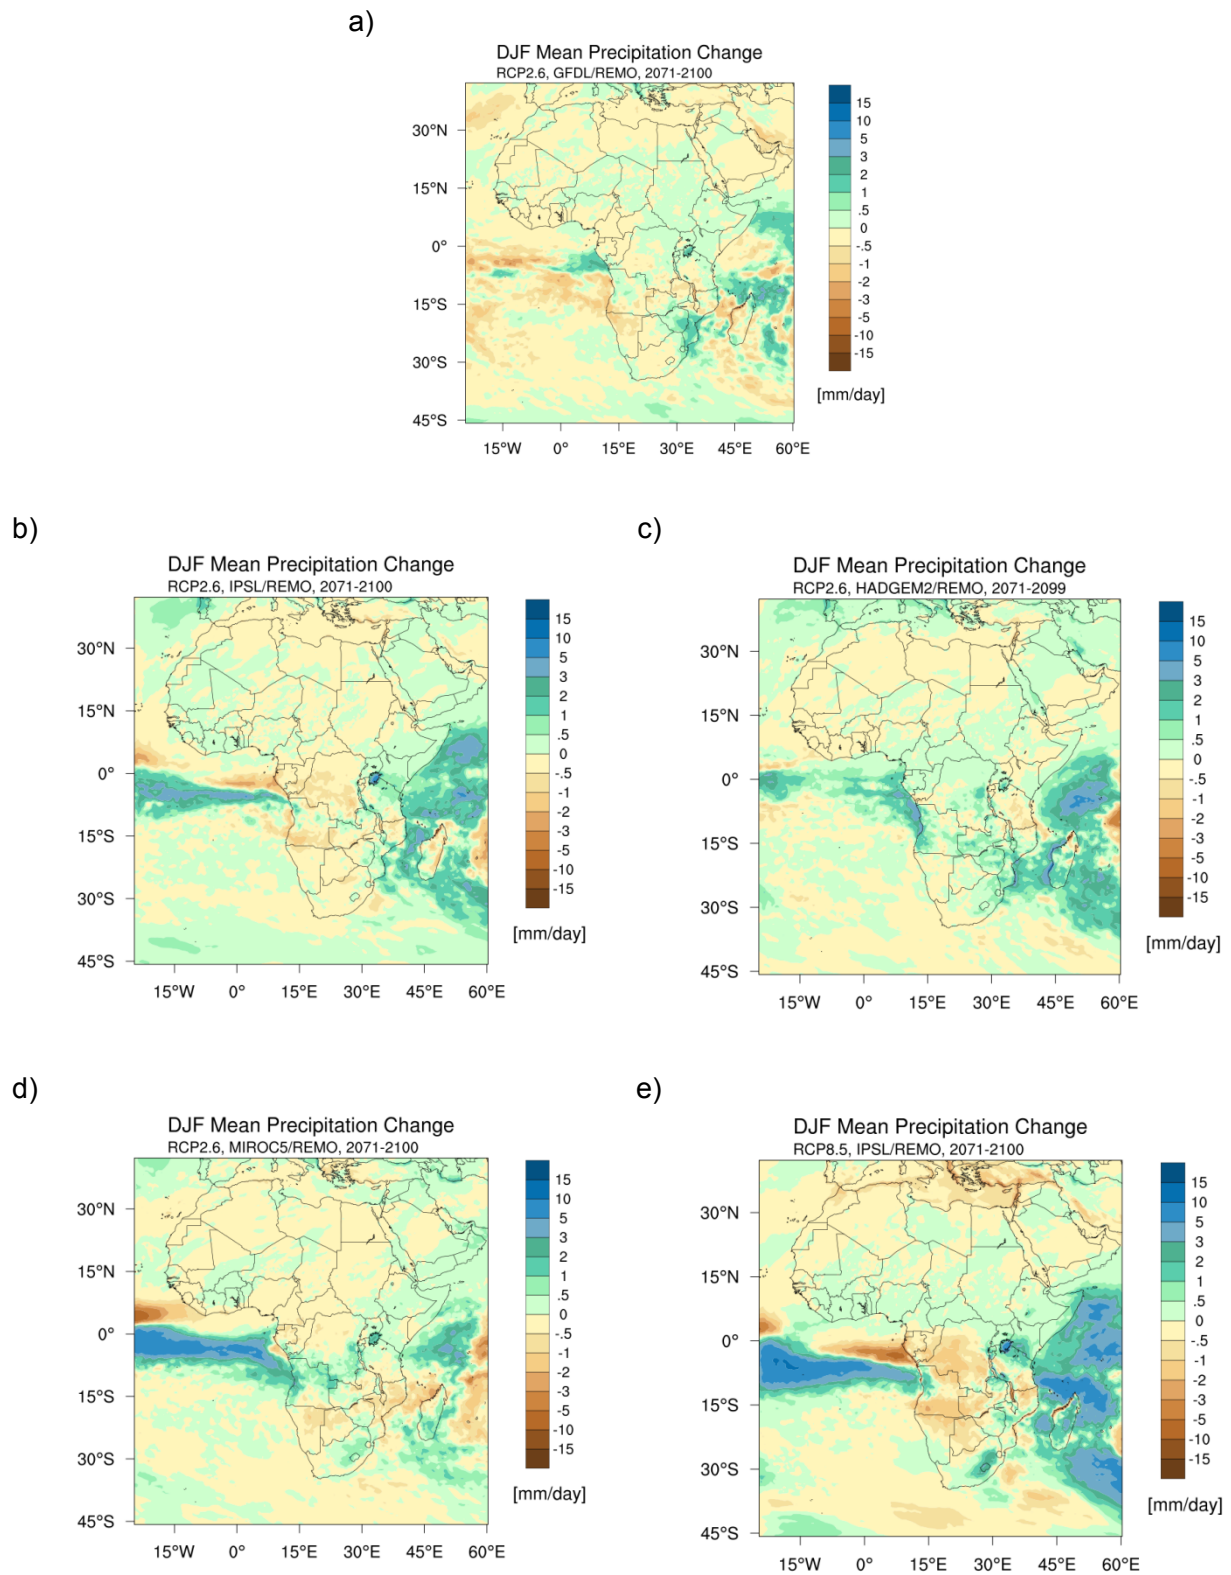 a)
DJF Mean Precipitation Change
RCP2.6, GFDL/REMO, 2071-2100
30°N
15°N
0°
15°S
30°S
45°S
15°W 0° 15°E 30°E 45°E 60°E
15
10
5
3
2
1
.5
0
-.5
-1
-2
-3
-5
-10
-15
[mm/day]
b)
DJF Mean Precipitation Change
RCP2.6, IPSL/REMO, 2071-2100
30°N
15°N
0°
15°S
30°S
45°S
15°W 0° 15°E 30°E 45°E 60°E
15
10
5
3
2
1
.5
0
-.5
-1
-2
-3
-5
-10
-15
[mm/day]
c)
DJF Mean Precipitation Change
RCP2.6, HADGEM2/REMO, 2071-2099
30°N
15°N
0°
15°S
30°S
45°S
15°W 0° 15°E 30°E 45°E 60°E
15
10
5
3
2
1
.5
0
-.5
-1
-2
-3
-5
-10
-15
[mm/day]
d)
DJF Mean Precipitation Change
RCP2.6, MIROC5/REMO, 2071-2100
30°N
15°N
0°
15°S
30°S
45°S
15°W 0° 15°E 30°E 45°E 60°E
15
10
5
3
2
1
.5
0
-.5
-1
-2
-3
-5
-10
-15
[mm/day]
e)
DJF Mean Precipitation Change
RCP8.5, IPSL/REMO, 2071-2100
30°N
15°N
0°
15°S
30°S
45°S
15°W 0° 15°E 30°E 45°E 60°E
15
10
5
3
2
1
.5
0
-.5
-1
-2
-3
-5
-10
-15
[mm/day]